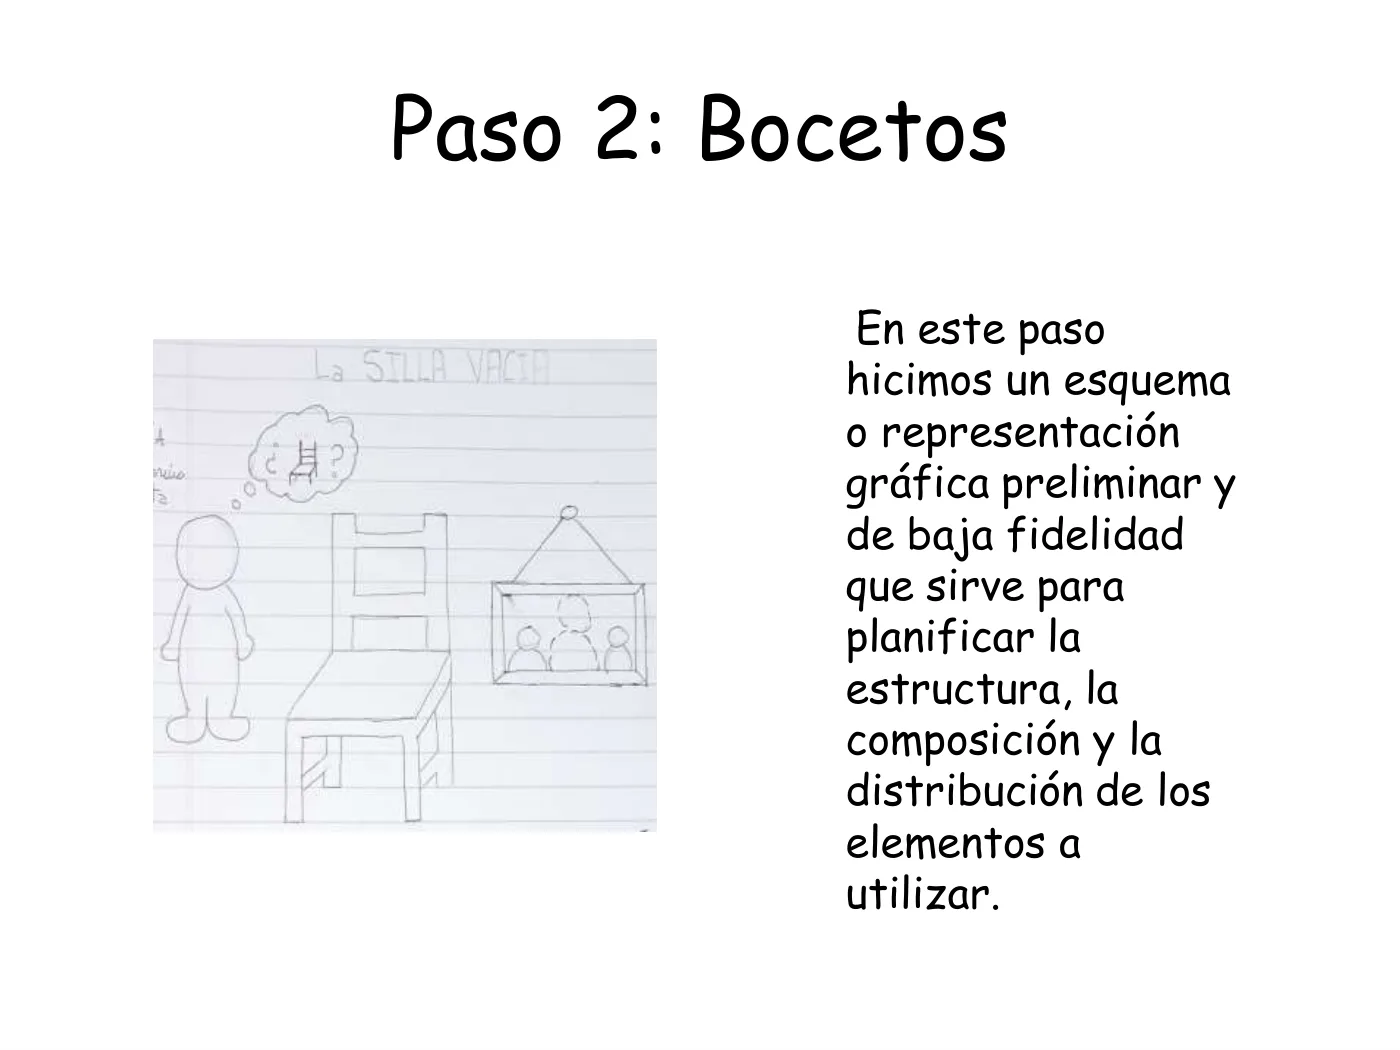 Paso 2: Bocetos
La SILLA VACIA
¿ ?
En este paso
hicimos un esquema
o representación
gráfica preliminar y
de baja fidelidad
que sirve para
planificar la
estructura, la
composición y la
distribución de los
elementos a
utilizar.